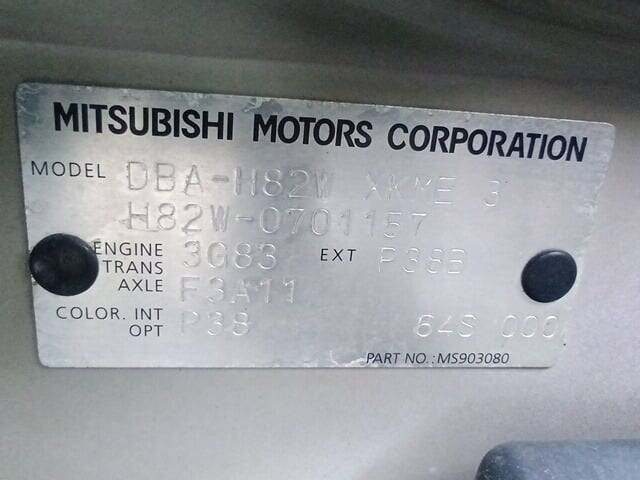 MITSUBISHI MOTORS CORPORATION
MODEL DBA-H82W XKME 3
H82W-0701157
ENGINE 3G83 EXT P38B
TRANS
AXLE F3A11
COLOR. INT P38 64S 000
OPT
PART NO.: MS903080